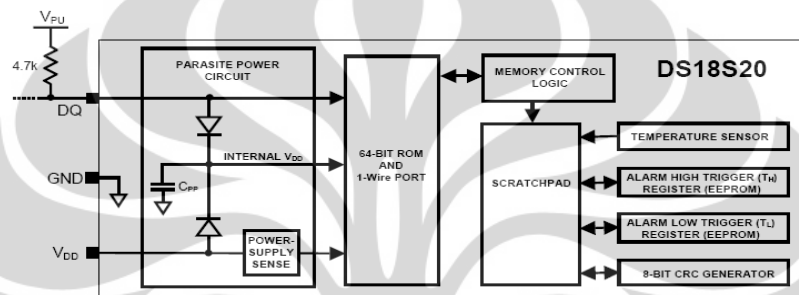 VPU
4.7k
DQ
GND
VDD
PARASITE POWER
CIRCUIT
INTERNAL VDD
CPP
POWER-
SUPPLY
SENSE
64-BIT ROM
AND
1-Wire PORT
MEMORY CONTROL
LOGIC
DS18S20
SCRATCHPAD
TEMPERATURE SENSOR
ALARM HIGH TRIGGER (TH)
REGISTER (EEPROM)
ALARM LOW TRIGGER (TL)
REGISTER (EEPROM)
8-BIT CRC GENERATOR